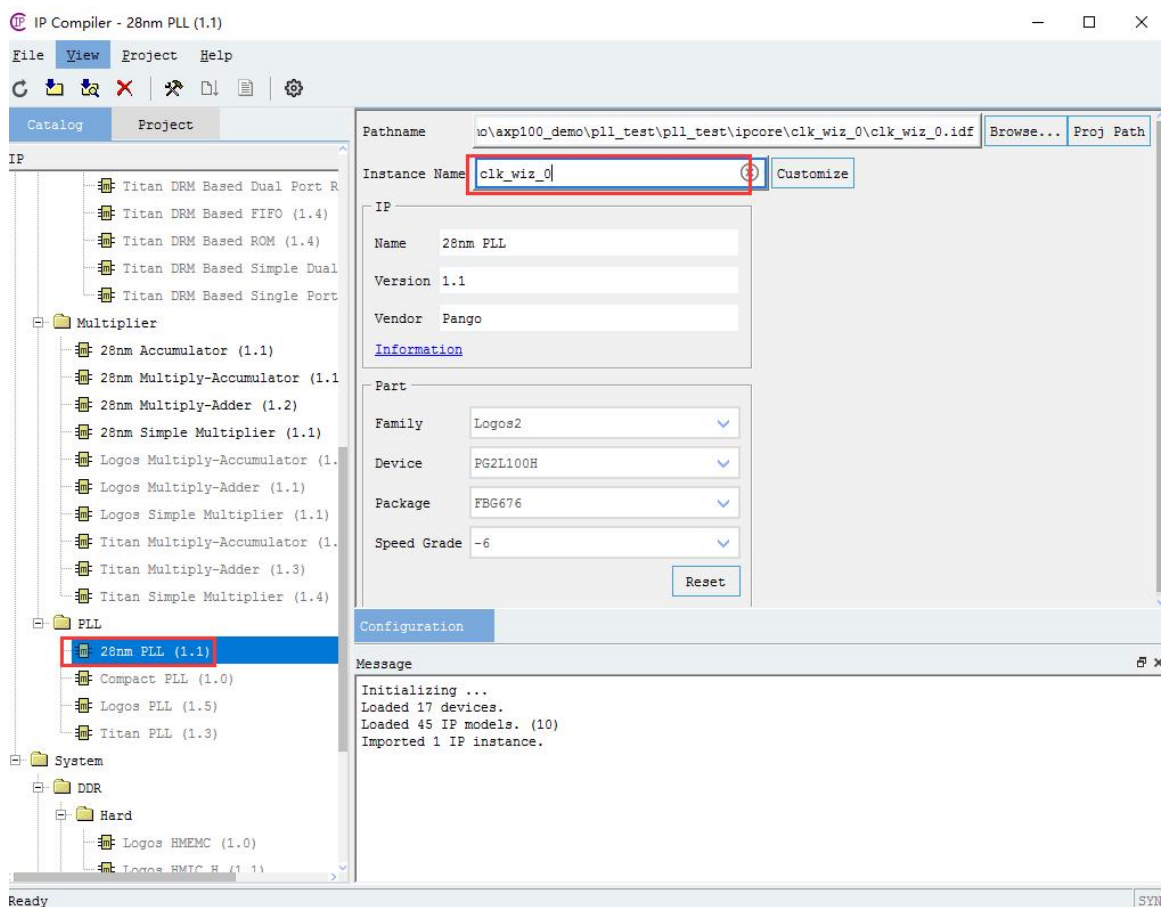 IP Compiler - 28nm PLL (1.1)
File View Project Help
Catalog Project
IP
Titan DRM Based Dual Port R
Titan DRM Based FIFO (1.4)
Titan DRM Based ROM (1.4)
Titan DRM Based Simple Dual
Titan DRM Based Single Port
Multiplier
28nm Accumulator (1.1)
28nm Multiply-Accumulator (1.1
28nm Multiply-Adder (1.2)
28nm Simple Multiplier (1.1)
Logos Multiply-Accumulator (1.
Logos Multiply-Adder (1.1)
Logos Simple Multiplier (1.1)
Titan Multiply-Accumulator (1.
Titan Multiply-Adder (1.3)
Titan Simple Multiplier (1.4)
PLL
28nm PLL (1.1)
Compact PLL (1.0)
Logos PLL (1.5)
Titan PLL (1.3)
System
DDR
Hard
Logos HMEMC (1.0)
Logos HMIC_H (1.1)
Pathname o\axp100_demo\pll_test\pll_test\ipcore\clk_wiz_0\clk_wiz_0.idf Browse... Proj Path
Instance Name clk_wiz_0 Customize
IP
Name 28nm PLL
Version 1.1
Vendor Pango
Information
Part
Family Logos2
Device PG2L100H
Package FBG676
Speed Grade -6
Reset
Configuration
Message
Initializing ...
Loaded 17 devices.
Loaded 45 IP models. (10)
Imported 1 IP instance.
Ready SYN